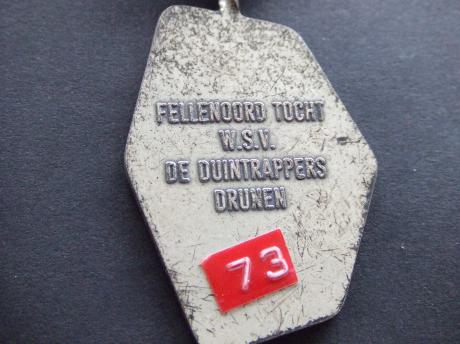 FELLENOORD TOCHT
W.S.V.
DE DUINTRAPPERS
DRUNEN
73